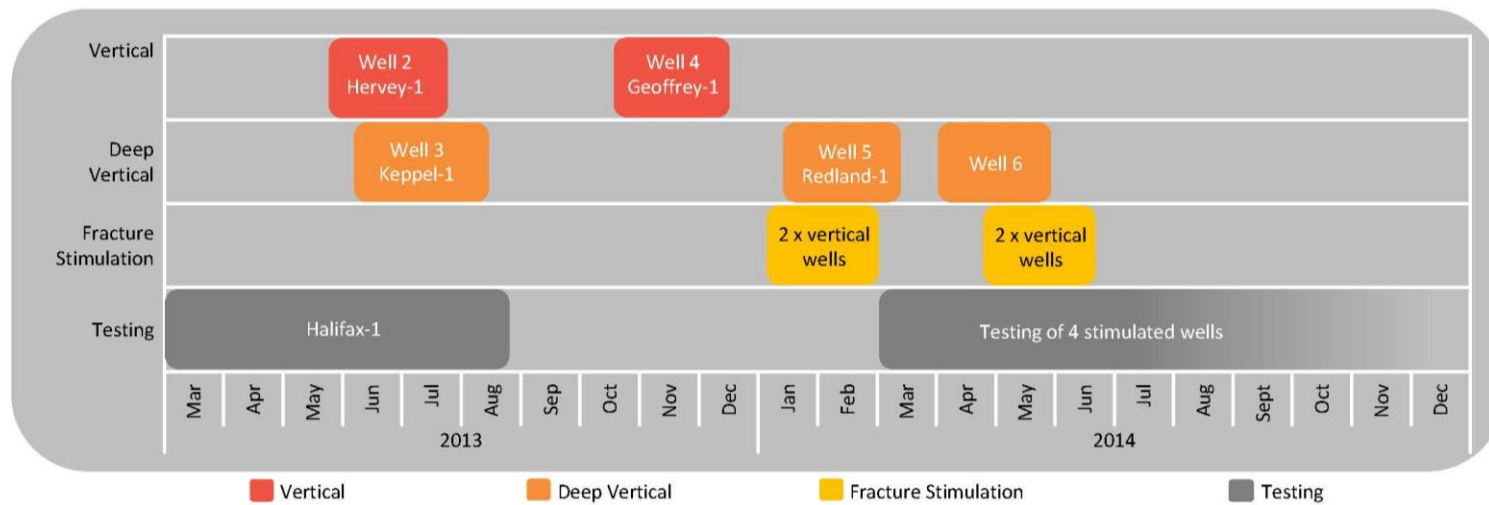 Vertical
Well 2
Hervey-1
Well 4
Geoffrey-1
Deep
Vertical
Well 3
Keppel-1
Well 5
Redland-1
Well 6
Fracture
Stimulation
2 x vertical
wells
2 x vertical
wells
Testing
Halifax-1
Testing of 4 stimulated wells
Mar
Apr
May
Jun
Jul
Aug
Sep
Oct
Nov
Dec
Jan
Feb
Mar
Apr
May
Jun
Jul
Aug
Sept
Oct
Nov
Dec
2013
2014
Vertical
Deep Vertical
Fracture Stimulation
Testing